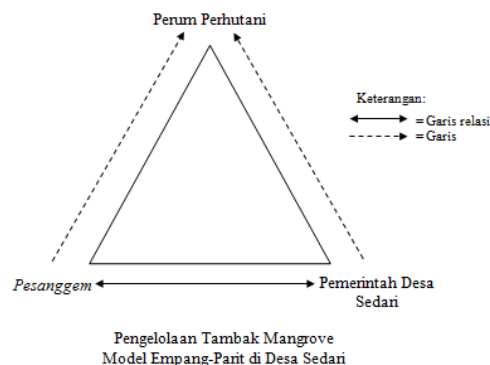 Perum Perhutani
Keterangan:
= Garis relasi
= Garis
Pesanggem
Pemerintah Desa
Sedari
Pengelolaan Tambak Mangrove
Model Empang-Parit di Desa Sedari